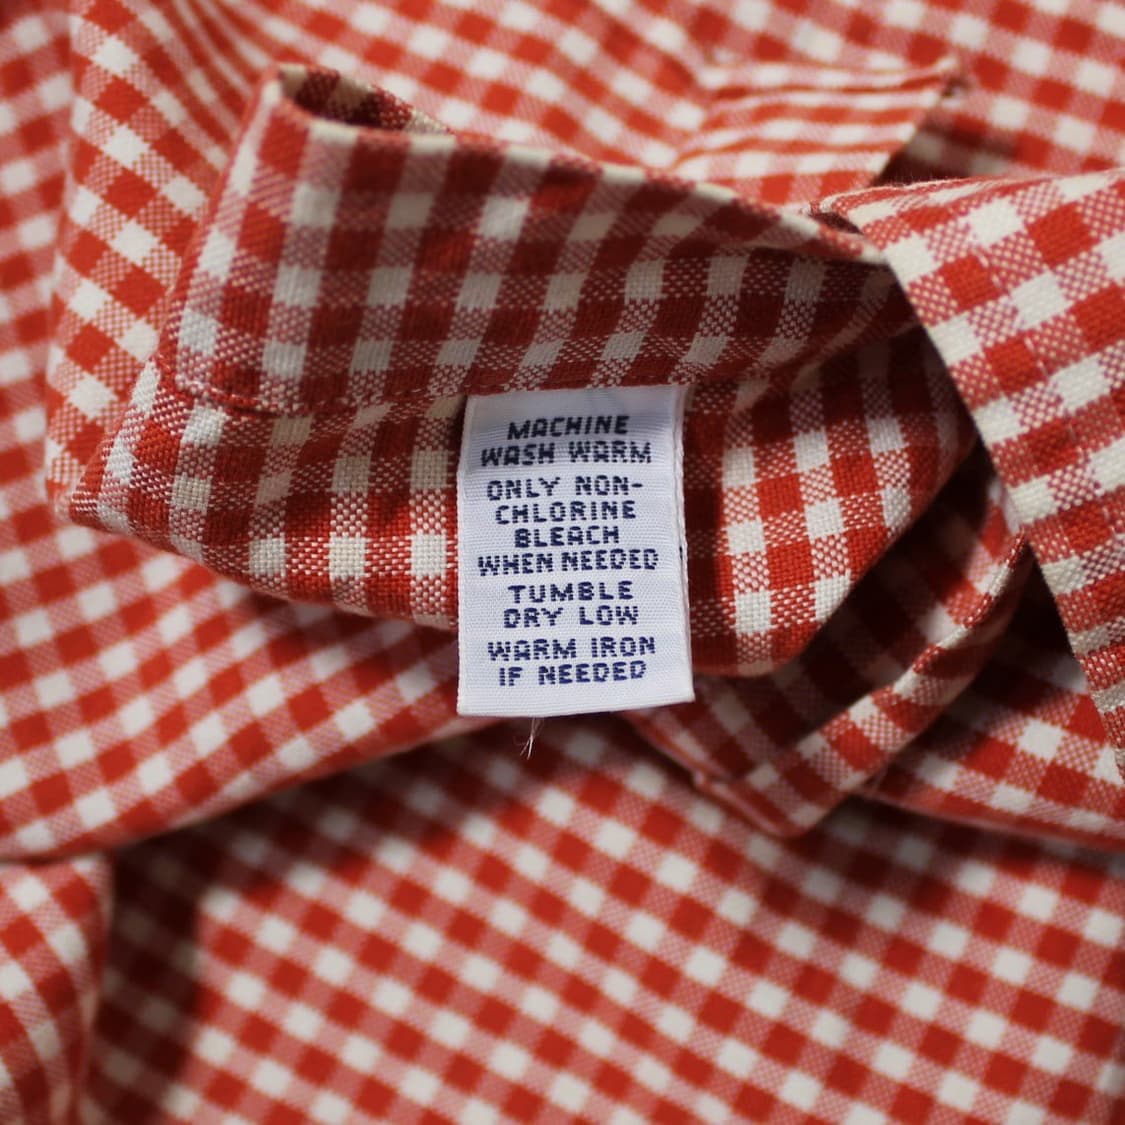 MACHINE
WASH WARM
ONLY NON-
CHLORINE
BLEACH
WHEN NEEDED
TUMBLE
DRY LOW
WARM IRON
IF NEEDED